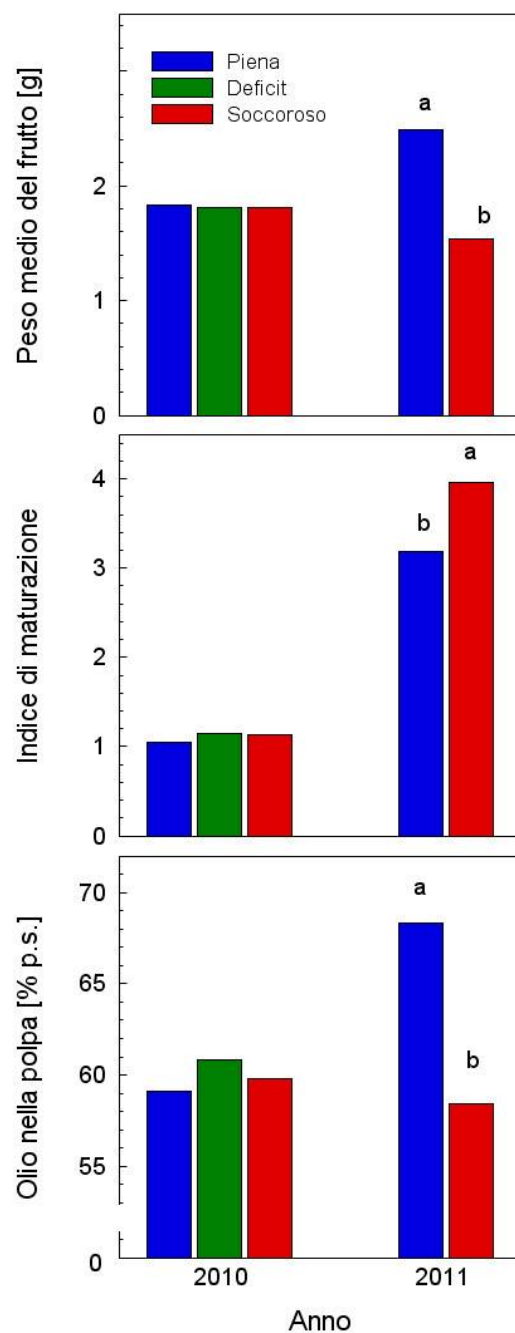 Peso medio del frutto [g]
Piena
Deficit
Soccoroso
a
b
2
1
0
Indice di maturazione
a
b
4
3
2
1
0
Olio nella polpa [% p.s.]
a
b
70
65
60
55
0
2010 2011
Anno